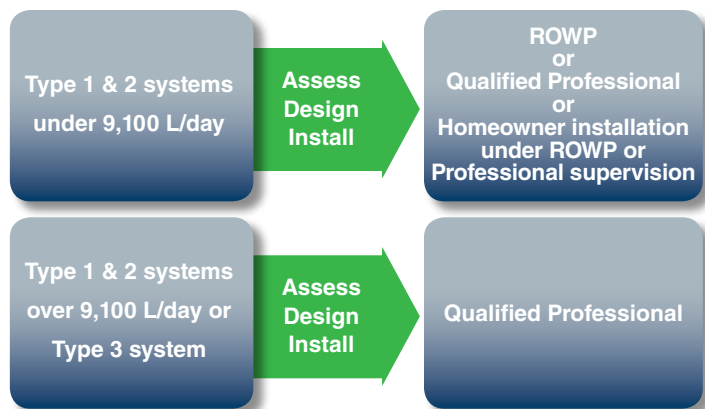 Type 1 & 2 systems
under 9,100 L/day
Assess
Design
Install
ROWP
or
Qualified Professional
or
Homeowner installation
under ROWP or
Professional supervision
Type 1 & 2 systems
over 9,100 L/day or
Type 3 system
Assess
Design
Install
Qualified Professional